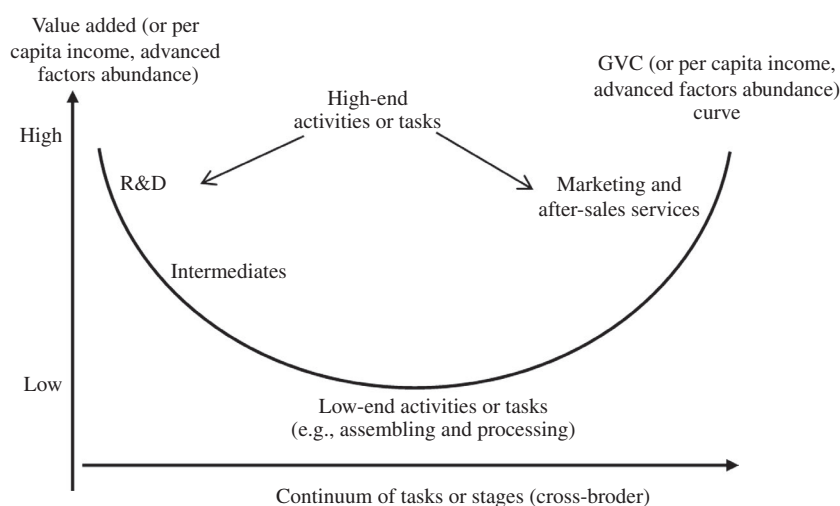 Value added (or per
capita income, advanced
factors abundance)
GVC (or per capita income,
advanced factors abundance)
curve
High-end
activities or tasks
High
R&D
Marketing and
after-sales services
Intermediates
Low
Low-end activities or tasks
(e.g., assembling and processing)
Continuum of tasks or stages (cross-broder)